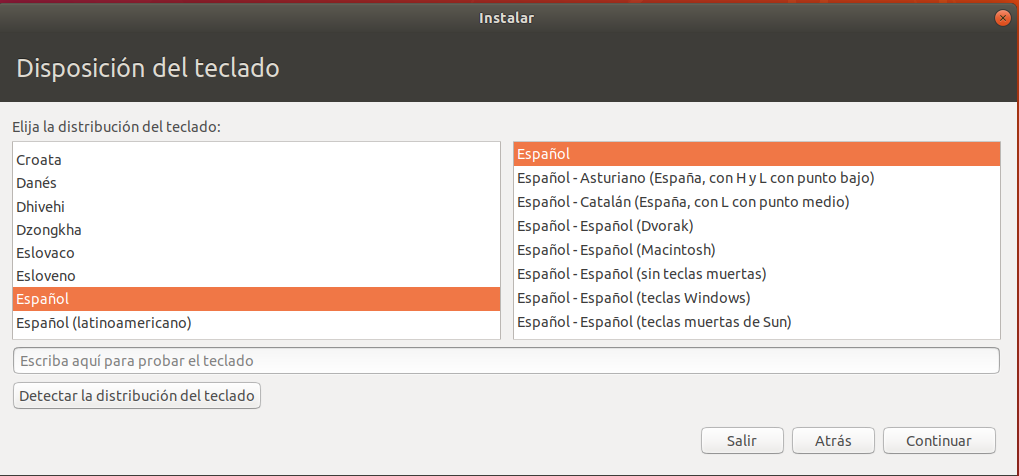 Instalar
Disposición del teclado
Elija la distribución del teclado:
Croata
Danés
Dhivehi
Dzongkha
Eslovaco
Esloveno
Español
Español (latinoamericano)
Español
Español - Asturiano (España, con H y L con punto bajo)
Español - Catalán (España, con L con punto medio)
Español - Español (Dvorak)
Español - Español (Macintosh)
Español - Español (sin teclas muertas)
Español - Español (teclas Windows)
Español - Español (teclas muertas de Sun)
Escriba aquí para probar el teclado
Detectar la distribución del teclado
Salir
Atrás
Continuar